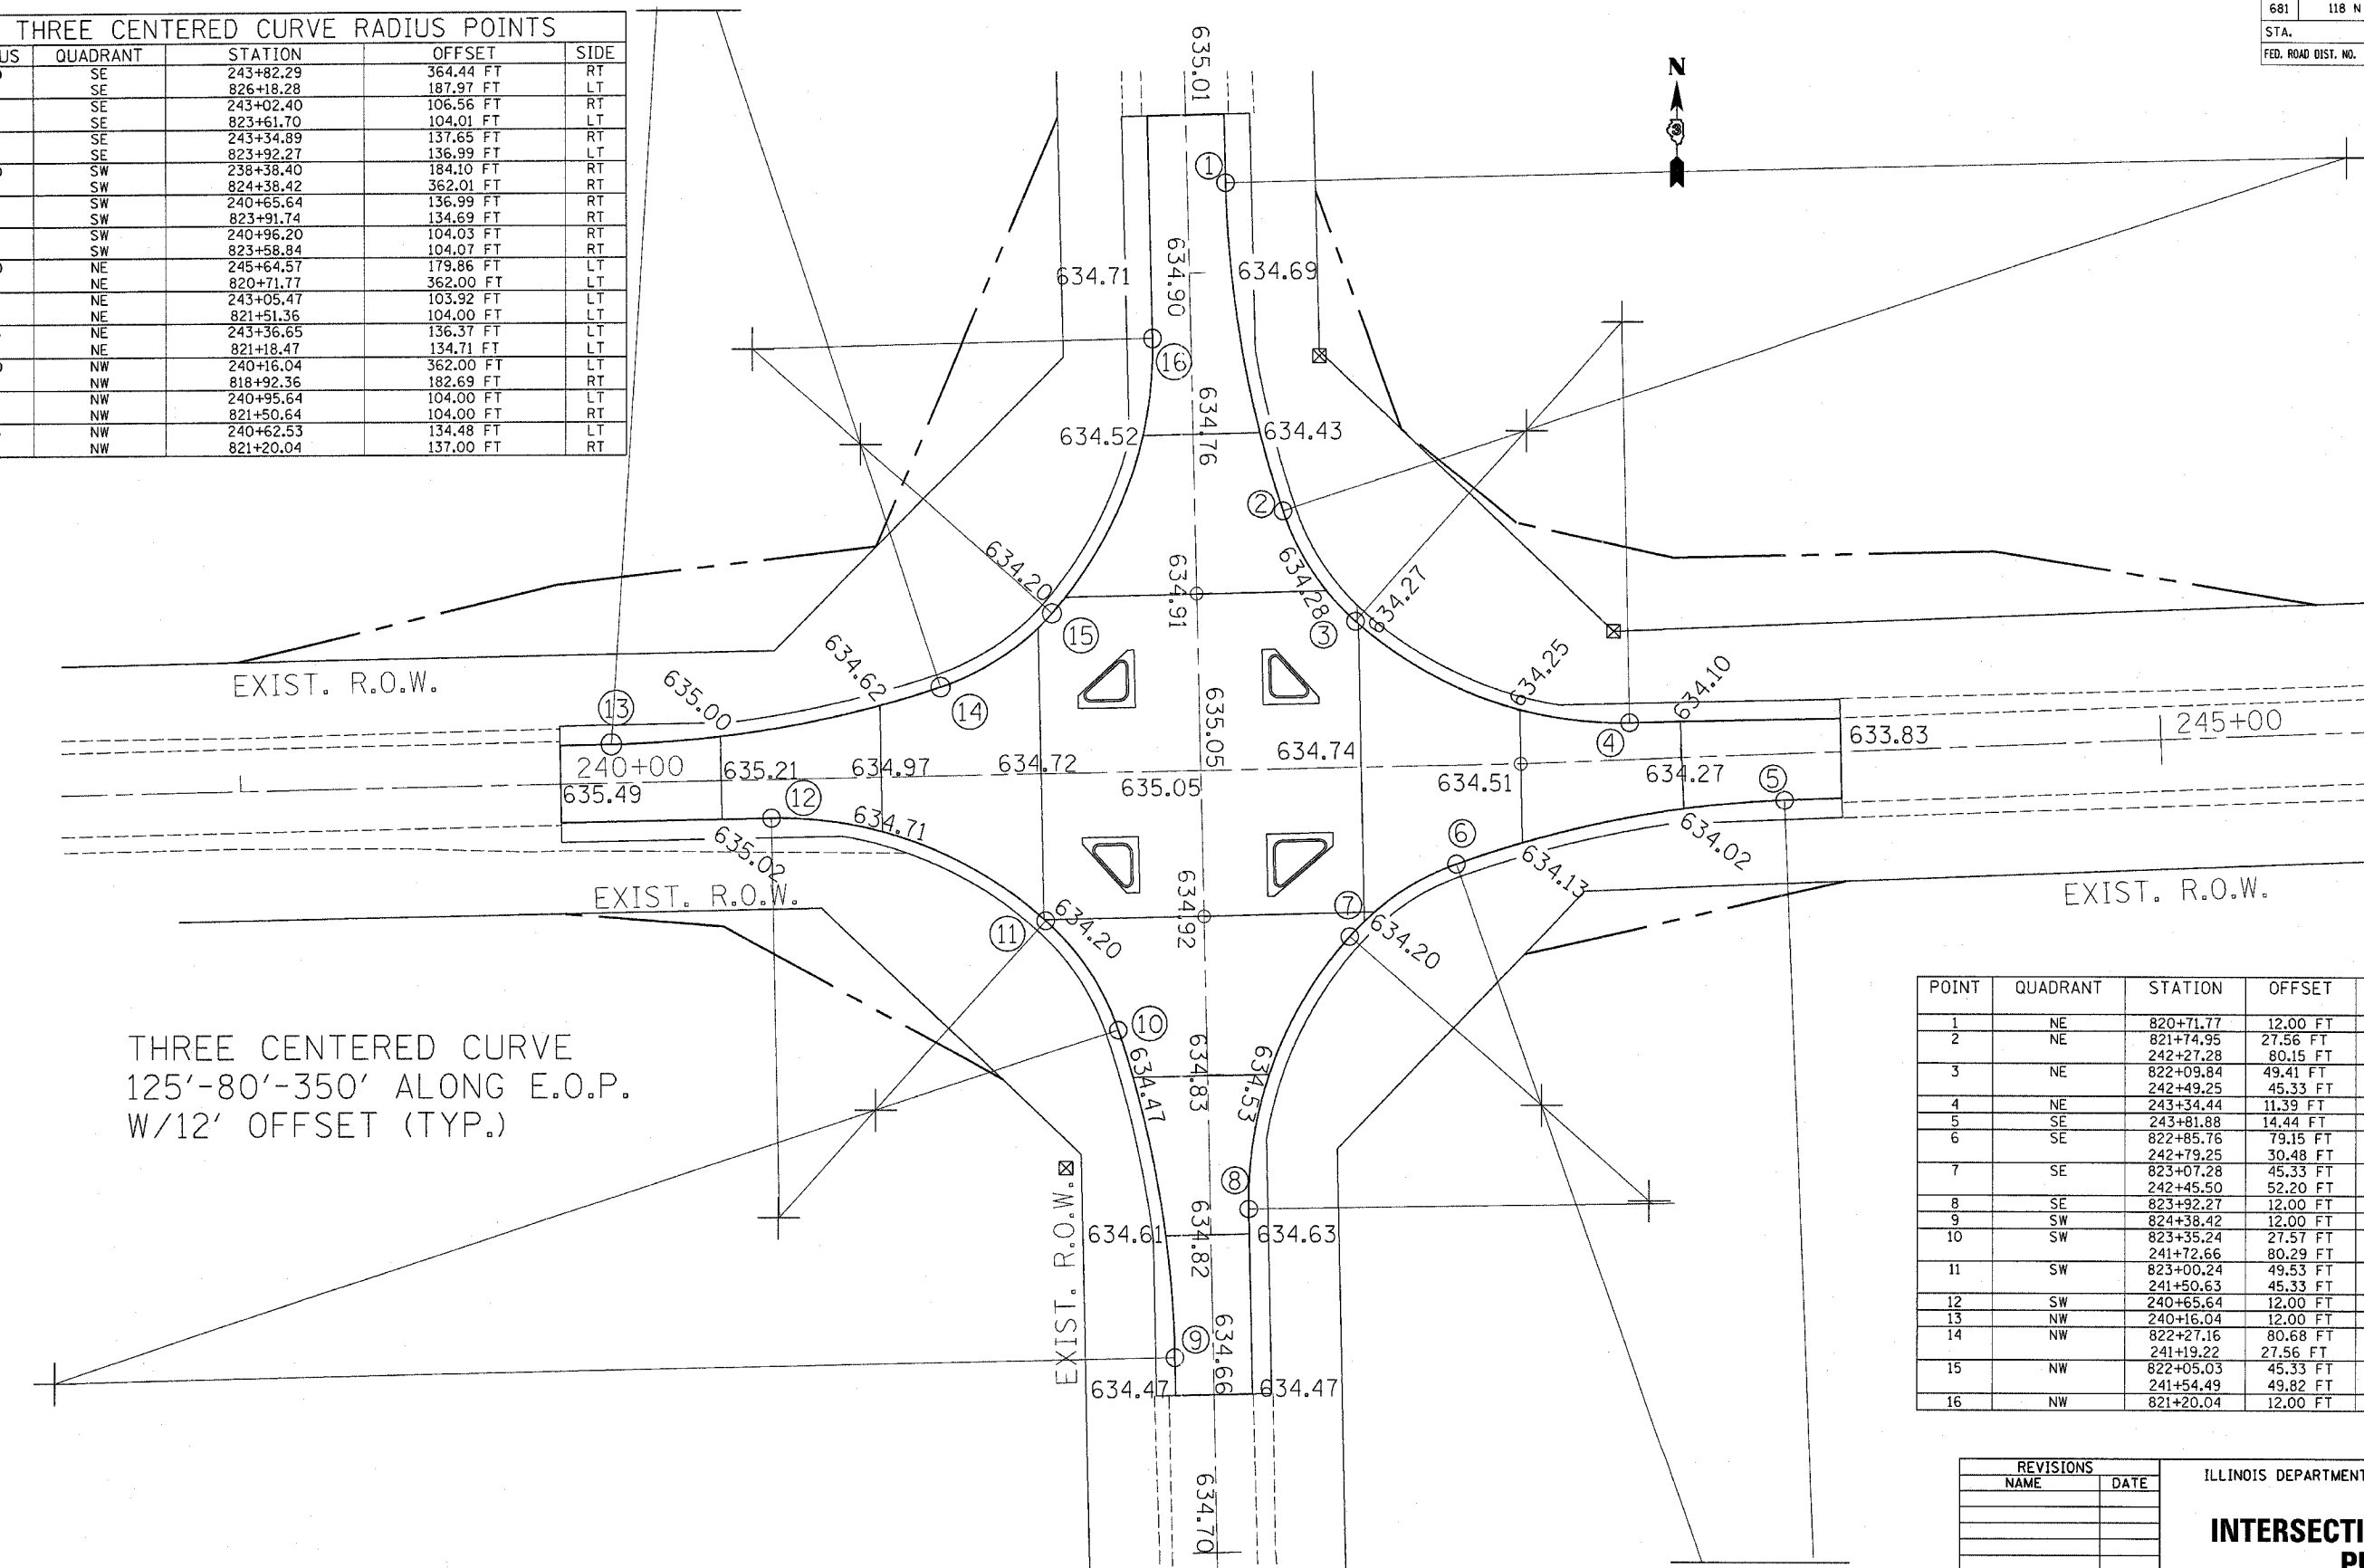 THREE CENTERED CURVE RADIUS POINTS
US QUADRANT STATION OFFSET SIDE
SE 243+82.29 364.44 FT RT
SE 826+18.28 187.97 FT LT
SE 243+02.40 106.56 FT RT
SE 823+61.70 104.01 FT LT
SE 243+34.89 137.65 FT RT
SE 823+92.27 136.99 FT LT
SW 238+38.40 184.10 FT RT
SW 824+38.42 362.01 FT RT
SW 240+65.64 136.99 FT RT
SW 823+91.74 134.69 FT RT
SW 240+96.20 104.03 FT RT
SW 823+58.84 104.07 FT RT
NE 245+64.57 179.86 FT LT
NE 820+71.77 362.00 FT LT
NE 243+05.47 103.92 FT LT
NE 821+51.36 104.00 FT LT
NE 243+36.65 136.37 FT LT
NE 821+18.47 134.71 FT LT
NW 240+16.04 362.00 FT LT
NW 818+92.36 182.69 FT RT
NW 240+95.64 104.00 FT LT
NW 821+50.64 104.00 FT RT
NW 240+62.53 134.48 FT LT
NW 821+20.04 137.00 FT RT
681 118 N
STA.
FED. ROAD DIST. NO.
N
3
635.01
1
634.71
634.90
634.69
16
634.52
634.76
634.43
2
634.20
634.91
634.28
634.27
3
15
EXIST. R.O.W.
13
635.00
634.62
14
634.25
634.10
4
240+00
635.49
635.21
634.97
634.72
635.05
635.05
634.74
634.51
634.27
633.83
245+00
12
5
635.02
634.71
6
634.13
634.02
EXIST. R.O.W.
EXIST. R.O.W.
11
634.20
634.92
7
634.20
10
634.47
634.83
634.53
THREE CENTERED CURVE
125'-80'-350' ALONG E.O.P.
W/12' OFFSET (TYP.)
8
EXIST. R.O.W.
634.61
634.82
634.63
9
634.47
634.66
634.47
634.70
POINT QUADRANT STATION OFFSET
1 NE 820+71.77 12.00 FT
2 NE 821+74.95 27.56 FT
242+27.28 80.15 FT
3 NE 822+09.84 49.41 FT
242+49.25 45.33 FT
4 NE 243+34.44 11.39 FT
5 SE 243+81.88 14.44 FT
6 SE 822+85.76 79.15 FT
242+79.25 30.48 FT
7 SE 823+07.28 45.33 FT
242+45.50 52.20 FT
8 SE 823+92.27 12.00 FT
9 SW 824+38.42 12.00 FT
10 SW 823+35.24 27.57 FT
241+72.66 80.29 FT
11 SW 823+00.24 49.53 FT
241+50.63 45.33 FT
12 SW 240+65.64 12.00 FT
13 NW 240+16.04 12.00 FT
14 NW 822+27.16 80.68 FT
241+19.22 27.56 FT
15 NW 822+05.03 45.33 FT
241+54.49 49.82 FT
16 NW 821+20.04 12.00 FT
REVISIONS
NAME DATE
ILLINOIS DEPARTMENT
INTERSECTI